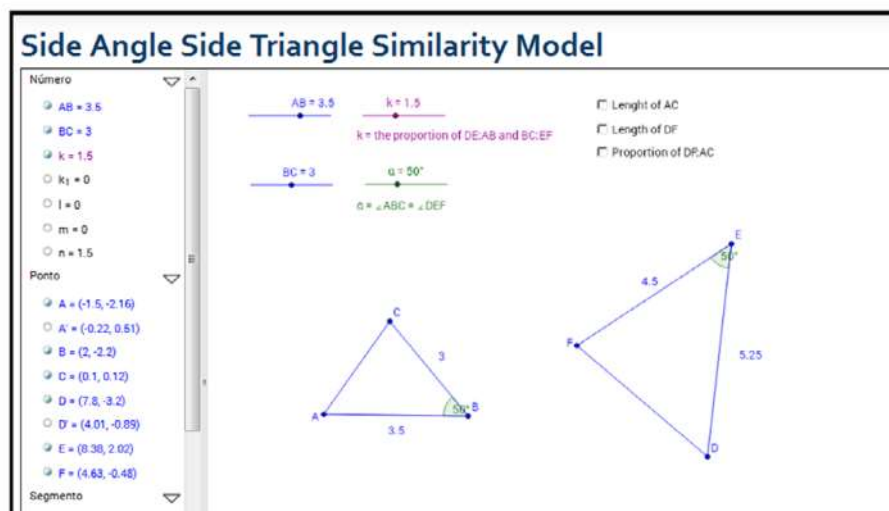 Side Angle Side Triangle Similarity Model
Número
AB = 3.5
BC = 3
k = 1.5
k₁ = 0
l = 0
m = 0
n = 1.5
Ponto
A = (-1.5, -2.16)
A' = (-0.22, 0.51)
B = (2, -2.2)
C = (0.1, 0.12)
D = (7.8, -3.2)
D' = (4.01, -0.89)
E = (8.38, 2.02)
F = (4.63, -0.48)
Segmento
AB = 3.5
k = 1.5
k = the proportion of DE:AB and BC:EF
BC = 3
α = 50°
α = ∠ABC = ∠DEF
Lenght of AC
Length of DF
Proportion of DF:AC
C
3
A
50°
B
3.5
E
50°
4.5
F
5.25
D